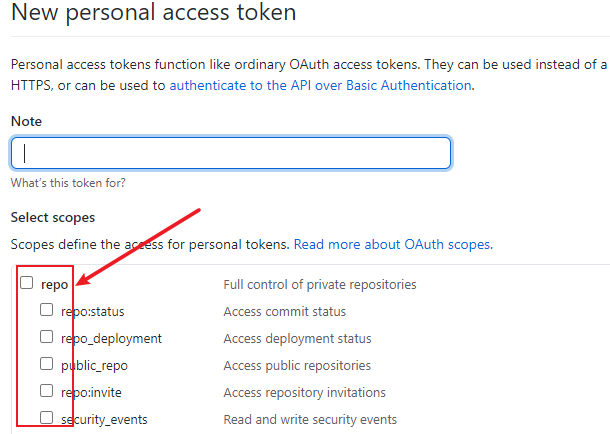 New personal access token
Personal access tokens function like ordinary OAuth access tokens. They can be used instead of a
HTTPS, or can be used to authenticate to the API over Basic Authentication.
Note
What's this token for?
Select scopes
Scopes define the access for personal tokens. Read more about OAuth scopes.
repo Full control of private repositories
repo:status Access commit status
repo_deployment Access deployment status
public_repo Access public repositories
repo:invite Access repository invitations
security_events Read and write security events